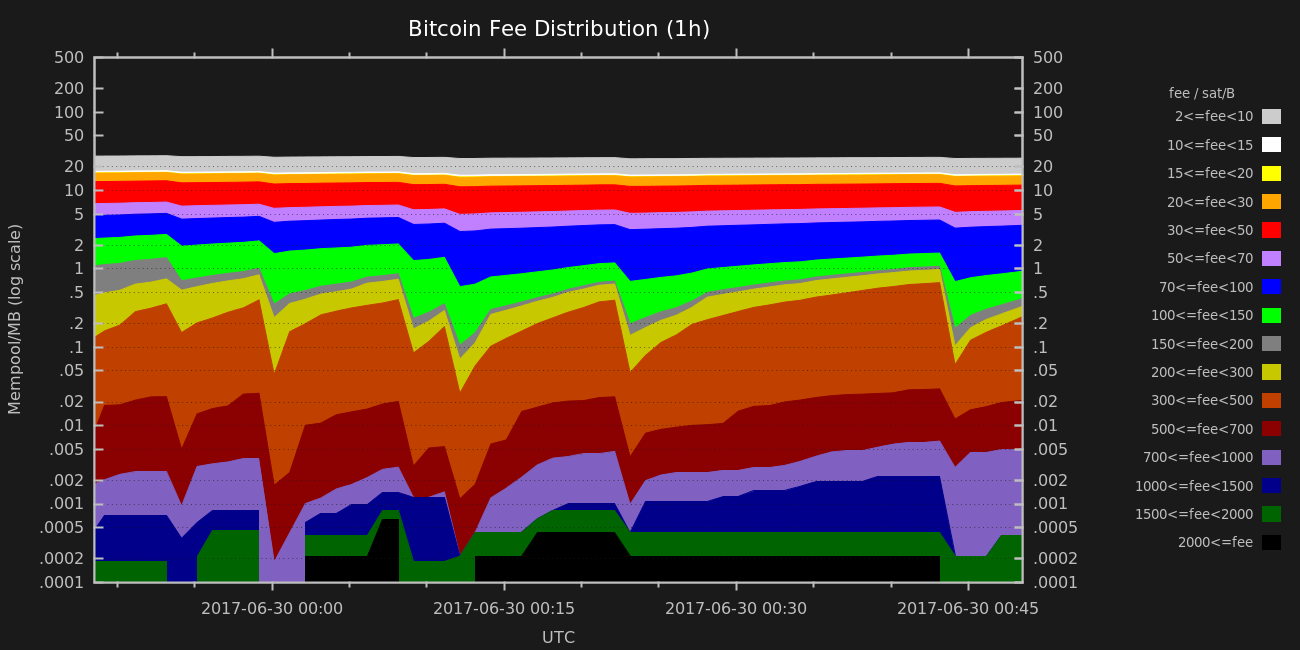 Bitcoin Fee Distribution (1h)
500 500
200 200
100 100
50 50
20 20
10 10
5 5
2 2
1 1
.5 .5
.2 .2
.1 .1
.05 .05
.02 .02
.01 .01
.005 .005
.002 .002
.001 .001
.0005 .0005
.0002 .0002
.0001 .0001
Mempool/MB (log scale)
2017-06-30 00:00 2017-06-30 00:15 2017-06-30 00:30 2017-06-30 00:45
UTC
fee / sat/B
2<=fee<10
10<=fee<15
15<=fee<20
20<=fee<30
30<=fee<50
50<=fee<70
70<=fee<100
100<=fee<150
150<=fee<200
200<=fee<300
300<=fee<500
500<=fee<700
700<=fee<1000
1000<=fee<1500
1500<=fee<2000
2000<=fee